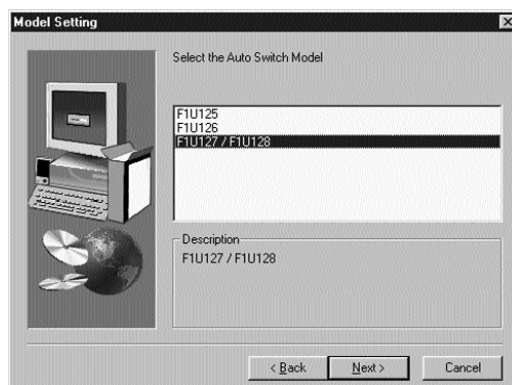 Model Setting
Select the Auto Switch Model
F1U125
F1U126
F1U127 / F1U128
Description
F1U127 / F1U128
< Back
Next >
Cancel